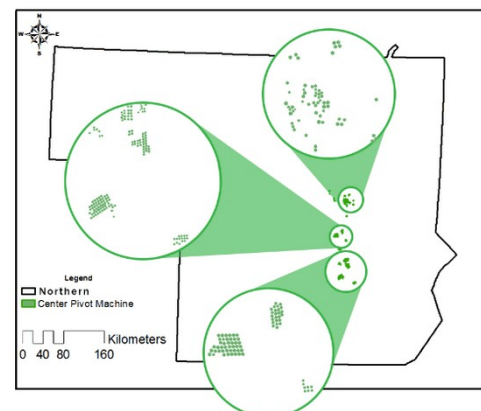 N
W E
S
Legend
Northern
Center Pivot Machine
Kilometers
0 40 80 160